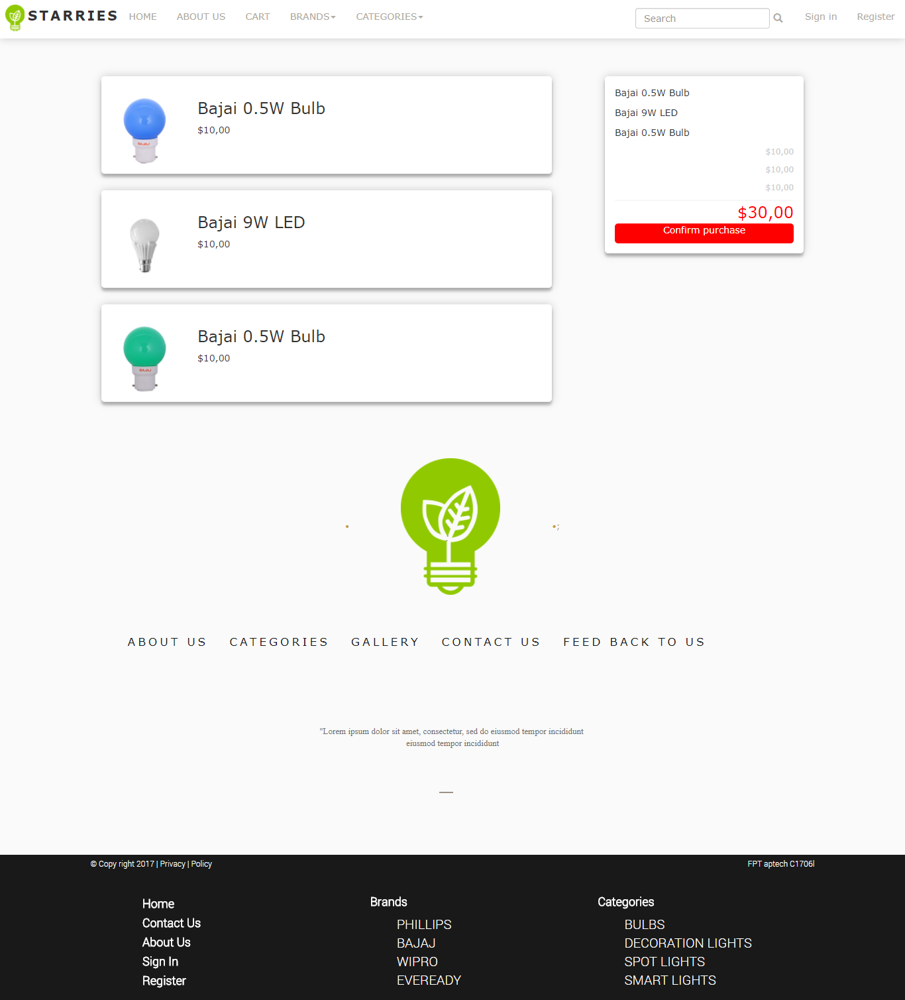 STARRIES HOME ABOUT US CART BRANDS CATEGORIES Search Sign in Register
Bajai 0.5W Bulb
$10,00
BAJAJ
Bajai 9W LED
$10,00
Bajai 0.5W Bulb
$10,00
BAJAJ
Bajai 0.5W Bulb
Bajai 9W LED
Bajai 0.5W Bulb
$10,00
$10,00
$10,00
$30,00
Confirm purchase
• •;
ABOUT US CATEGORIES GALLERY CONTACT US FEED BACK TO US
"Lorem ipsum dolor sit amet, consectetur, sed do eiusmod tempor incididunt
eiusmod tempor incididunt
© Copy right 2017 | Privacy | Policy
FPT aptech C1706l
Home
Contact Us
About Us
Sign In
Register
Brands
PHILLIPS
BAJAJ
WIPRO
EVEREADY
Categories
BULBS
DECORATION LIGHTS
SPOT LIGHTS
SMART LIGHTS